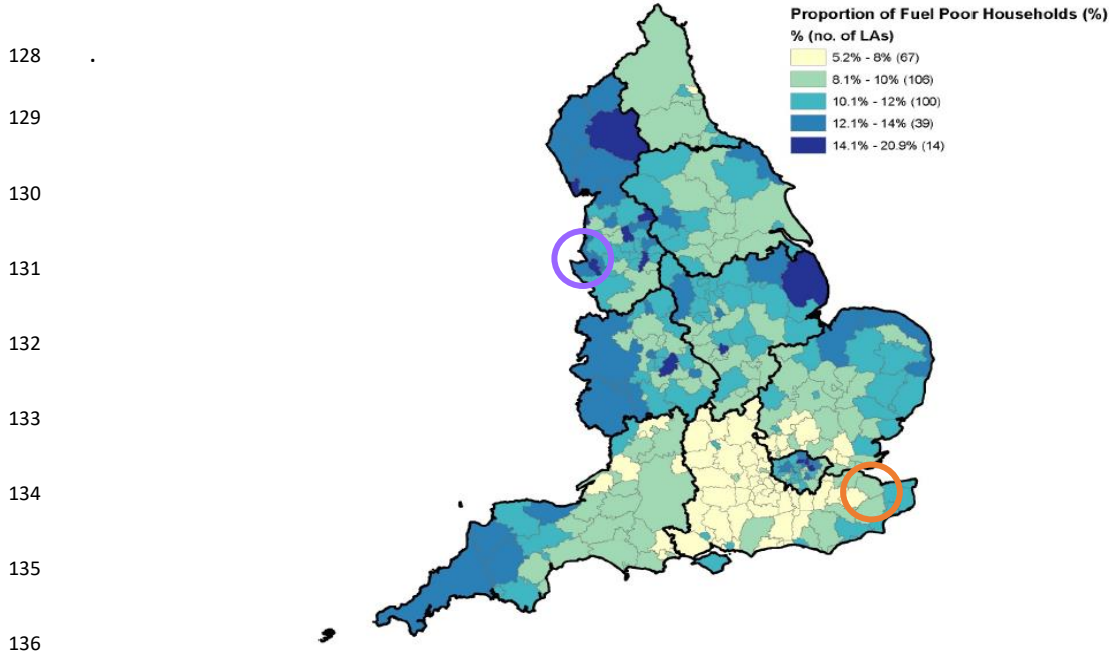 Proportion of Fuel Poor Households (%)
% (no. of LAs)
5.2% - 8% (67)
8.1% - 10% (106)
10.1% - 12% (100)
12.1% - 14% (39)
14.1% - 20.9% (14)
128 .
129
130
131
132
133
134
135
136